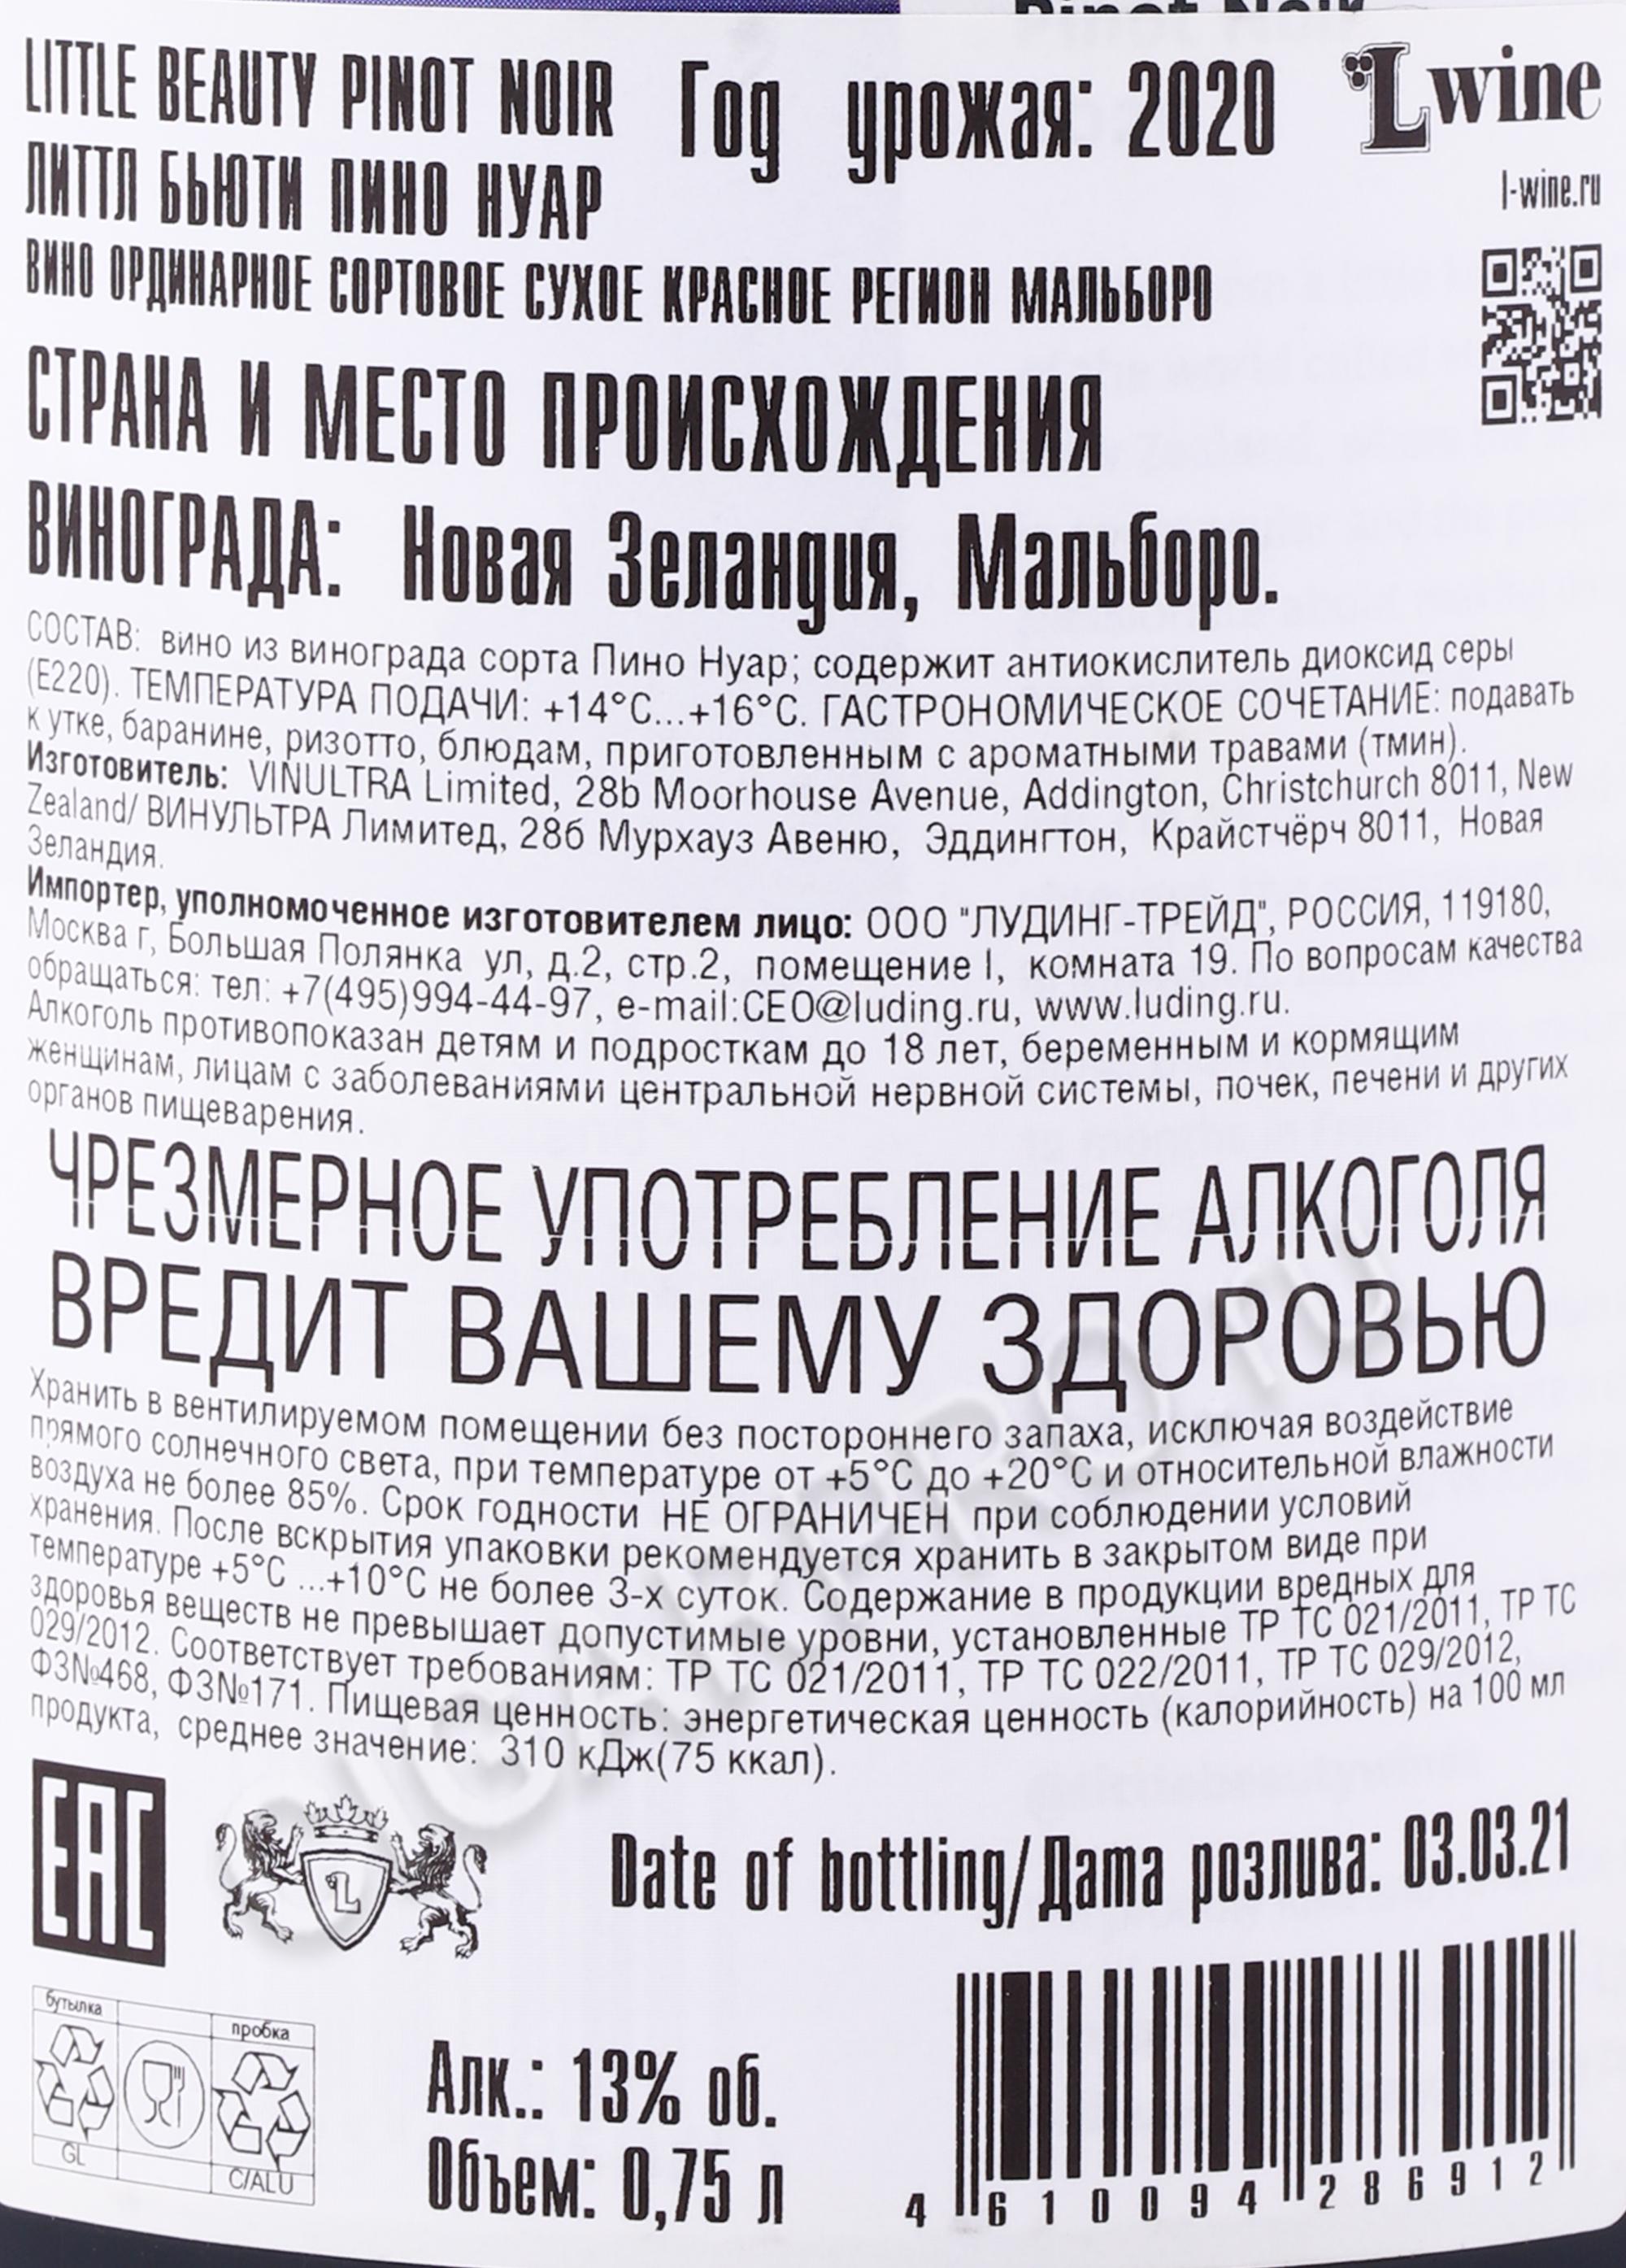 Pinot Noir
LITTLE BEAUTY PINOT NOIR Год урожая: 2020 L wine
l-wine.ru
ЛИТТЛ БЬЮТИ ПИНО НУАР
ВИНО ОРДИНАРНОЕ СОРТОВОЕ СУХОЕ КРАСНОЕ РЕГИОН МАЛЬБОРО
СТРАНА И МЕСТО ПРОИСХОЖДЕНИЯ
ВИНОГРАДА: Новая Зеландия, Мальборо.
СОСТАВ: вино из винограда сорта Пино Нуар; содержит антиокислитель диоксид серы
(Е220). ТЕМПЕРАТУРА ПОДАЧИ: +14°С...+16°С. ГАСТРОНОМИЧЕСКОЕ СОЧЕТАНИЕ: подавать
к утке, баранине, ризотто, блюдам, приготовленным с ароматными травами (тмин).
Изготовитель: VINULTRA Limited, 28b Moorhouse Avenue, Addington, Christchurch 8011, New
Zealand/ ВИНУЛЬТРА Лимитед, 28б Мурхауз Авеню, Эддингтон, Крайстчёрч 8011, Новая
Зеландия.
Импортер, уполномоченное изготовителем лицо: ООО "ЛУДИНГ-ТРЕЙД", РОССИЯ, 119180,
Москва г, Большая Полянка ул, д.2, стр.2, помещение I, комната 19. По вопросам качества
обращаться: тел: +7(495)994-44-97, e-mail:CEO@luding.ru, www.luding.ru.
Алкоголь противопоказан детям и подросткам до 18 лет, беременным и кормящим
женщинам, лицам с заболеваниями центральной нервной системы, почек, печени и других
органов пищеварения.
ЧРЕЗМЕРНОЕ УПОТРЕБЛЕНИЕ АЛКОГОЛЯ
ВРЕДИТ ВАШЕМУ ЗДОРОВЬЮ
Хранить в вентилируемом помещении без постороннего запаха, исключая воздействие
прямого солнечного света, при температуре от +5°С до +20°С и относительной влажности
воздуха не более 85%. Срок годности НЕ ОГРАНИЧЕН при соблюдении условий
хранения. После вскрытия упаковки рекомендуется хранить в закрытом виде при
температуре +5°С ...+10°С не более 3-х суток. Содержание в продукции вредных для
здоровья веществ не превышает допустимые уровни, установленные ТР ТС 021/2011, ТР ТС
029/2012. Соответствует требованиям: ТР ТС 021/2011, ТР ТС 022/2011, ТР ТС 029/2012,
ФЗ№468, ФЗ№171. Пищевая ценность: энергетическая ценность (калорийность) на 100 мл
продукта, среднее значение: 310 кДж(75 ккал).
CIGARPRO.RU
EAC
L
Date of bottling/Дата розлива: 03.03.21
бутылка
пробка
GL
C/ALU
Алк.: 13% об.
Объем: 0,75 л
4 610094 286912